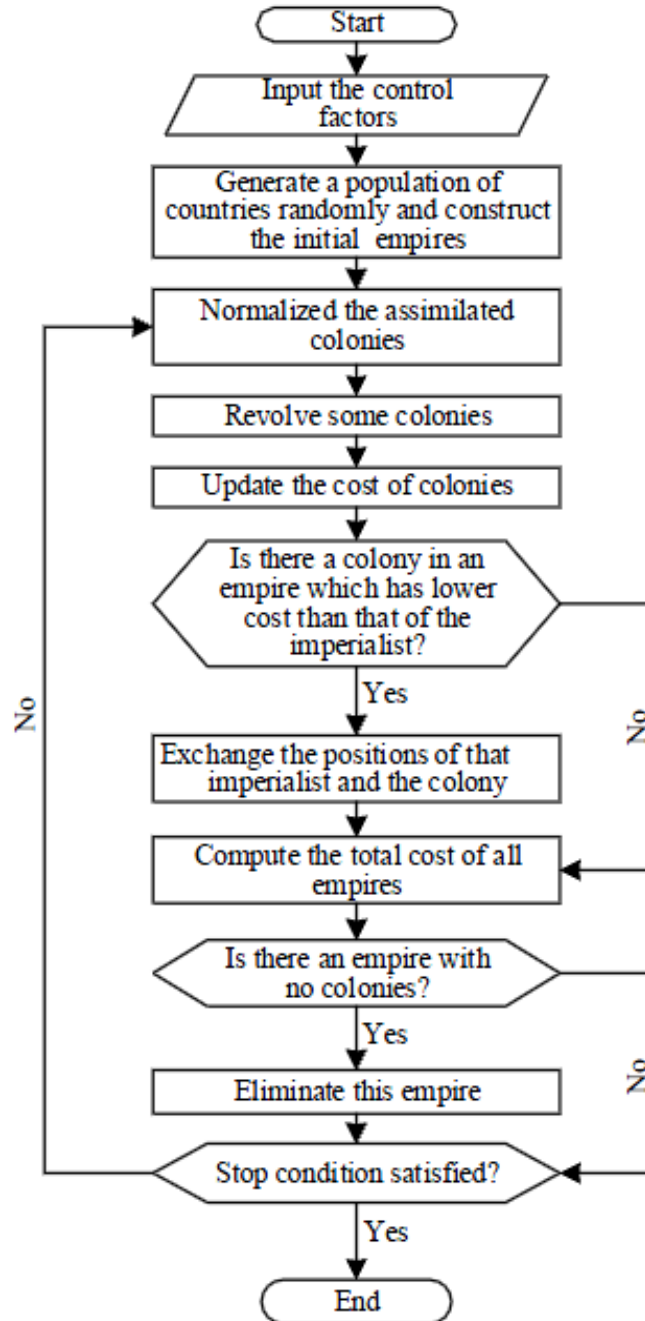 Start
Input the control
factors
Generate a population of
countries randomly and construct
the initial empires
Normalized the assimilated
colonies
Revolve some colonies
Update the cost of colonies
Is there a colony in an
empire which has lower
cost than that of the
imperialist?
No
Yes
No
Exchange the positions of that
imperialist and the colony
Compute the total cost of all
empires
Is there an empire with
no colonies?
Yes
No
Eliminate this empire
Stop condition satisfied?
Yes
End